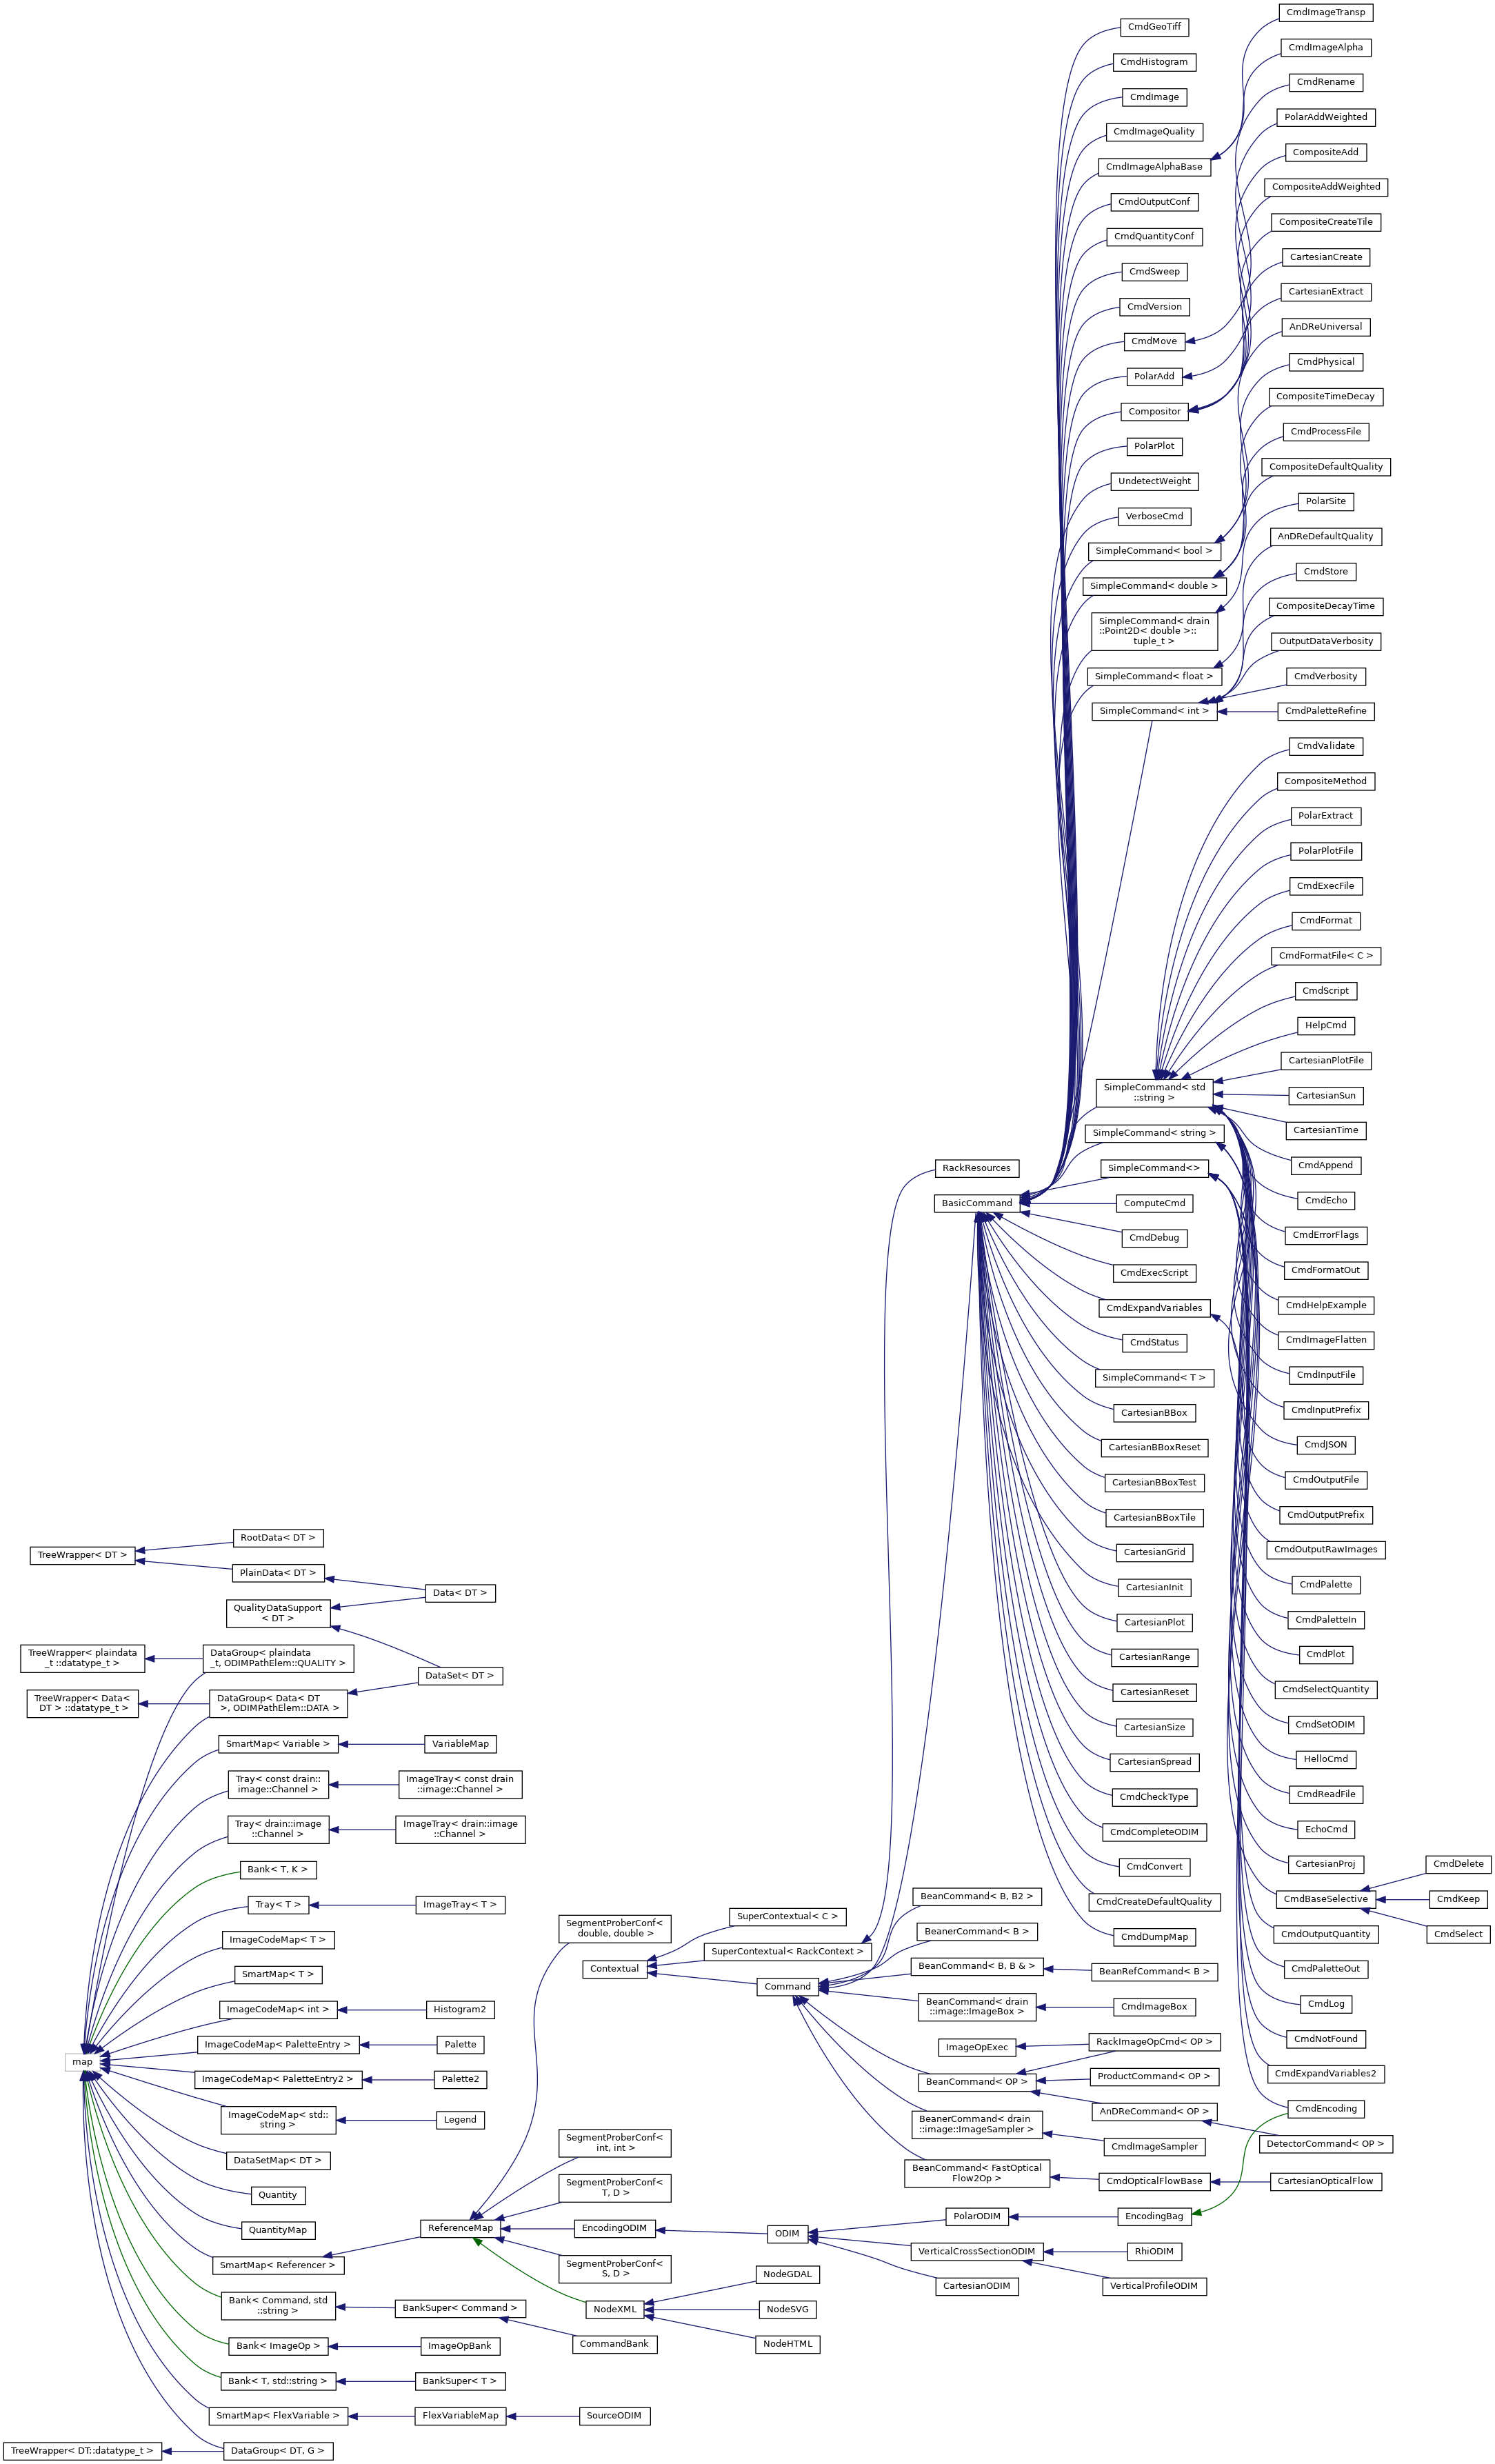 CmdImageTransp
CmdGeoTiff
CmdImageAlpha
CmdHistogram
CmdRename
CmdImage
PolarAddWeighted
CmdImageQuality
CompositeAdd
CmdImageAlphaBase
CompositeAddWeighted
CmdOutputConf
CompositeCreateTile
CmdQuantityConf
CartesianCreate
CmdSweep
CartesianExtract
CmdVersion
AnDReUniversal
CmdMove
CmdPhysical
PolarAdd
CompositeTimeDecay
Compositor
CmdProcessFile
PolarPlot
CompositeDefaultQuality
UndetectWeight
PolarSite
VerboseCmd
AnDReDefaultQuality
SimpleCommand< bool >
CmdStore
SimpleCommand< double >
CompositeDecayTime
SimpleCommand< drain
::Point2D< double >::
tuple_t >
OutputDataVerbosity
SimpleCommand< float >
CmdVerbosity
SimpleCommand< int >
CmdPaletteRefine
CmdValidate
CompositeMethod
PolarExtract
PolarPlotFile
CmdExecFile
CmdFormat
CmdFormatFile< C >
CmdScript
HelpCmd
CartesianPlotFile
SimpleCommand< std
::string >
CartesianSun
CartesianTime
SimpleCommand< string >
CmdAppend
RackResources
SimpleCommand<>
CmdEcho
BasicCommand
ComputeCmd
CmdErrorFlags
CmdDebug
CmdFormatOut
CmdExecScript
CmdHelpExample
CmdExpandVariables
CmdImageFlatten
CmdStatus
CmdInputFile
SimpleCommand< T >
CmdInputPrefix
CartesianBBox
CmdJSON
CartesianBBoxReset
CmdOutputFile
CartesianBBoxTest
CmdOutputPrefix
CartesianBBoxTile
CmdOutputRawImages
CartesianGrid
CmdPalette
CartesianInit
CmdPaletteIn
CartesianPlot
CmdPlot
CartesianRange
CmdSelectQuantity
CartesianReset
CmdSetODIM
CartesianSize
HelloCmd
CartesianSpread
CmdReadFile
CmdCheckType
EchoCmd
CmdCompleteODIM
CartesianProj
CmdConvert
CmdBaseSelective
CmdDelete
CmdKeep
CmdSelect
CmdCreateDefaultQuality
CmdOutputQuantity
CmdDumpMap
CmdPaletteOut
CmdLog
CmdNotFound
CmdExpandVariables2
CmdEncoding
RootData< DT >
TreeWrapper< DT >
PlainData< DT >
Data< DT >
QualityDataSupport
< DT >
TreeWrapper< plaindata
_t ::datatype_t >
DataGroup< plaindata
_t, ODIMPathElem::QUALITY >
DataSet< DT >
TreeWrapper< Data<
DT > ::datatype_t >
DataGroup< Data< DT
>, ODIMPathElem::DATA >
SmartMap< Variable >
VariableMap
Tray< const drain::
image::Channel >
ImageTray< const drain
::image::Channel >
Tray< drain::image
::Channel >
ImageTray< drain::image
::Channel >
Bank< T, K >
Tray< T >
ImageTray< T >
ImageCodeMap< T >
SmartMap< T >
ImageCodeMap< int >
Histogram2
map
ImageCodeMap< PaletteEntry >
Palette
ImageCodeMap< PaletteEntry2 >
Palette2
ImageCodeMap< std::
string >
Legend
DataSetMap< DT >
Quantity
QuantityMap
SmartMap< Referencer >
Bank< Command, std
::string >
BankSuper< Command >
CommandBank
Bank< ImageOp >
ImageOpBank
Bank< T, std::string >
BankSuper< T >
SmartMap< FlexVariable >
FlexVariableMap
SourceODIM
TreeWrapper< DT::datatype_t >
DataGroup< DT, G >
SegmentProberConf<
double, double >
Contextual
SuperContextual< C >
SuperContextual< RackContext >
Command
BeanCommand< B, B2 >
BeanerCommand< B >
BeanCommand< B, B & >
BeanRefCommand< B >
BeanCommand< drain
::image::ImageBox >
CmdImageBox
ImageOpExec
RackImageOpCmd< OP >
BeanCommand< OP >
ProductCommand< OP >
AnDReCommand< OP >
DetectorCommand< OP >
BeanerCommand< drain
::image::ImageSampler >
CmdImageSampler
BeanCommand< FastOptical
Flow2Op >
CmdOpticalFlowBase
CartesianOpticalFlow
SegmentProberConf<
int, int >
SegmentProberConf<
T, D >
ReferenceMap
EncodingODIM
ODIM
PolarODIM
EncodingBag
VerticalCrossSectionODIM
RhiODIM
VerticalProfileODIM
CartesianODIM
SegmentProberConf<
S, D >
NodeXML
NodeGDAL
NodeSVG
NodeHTML